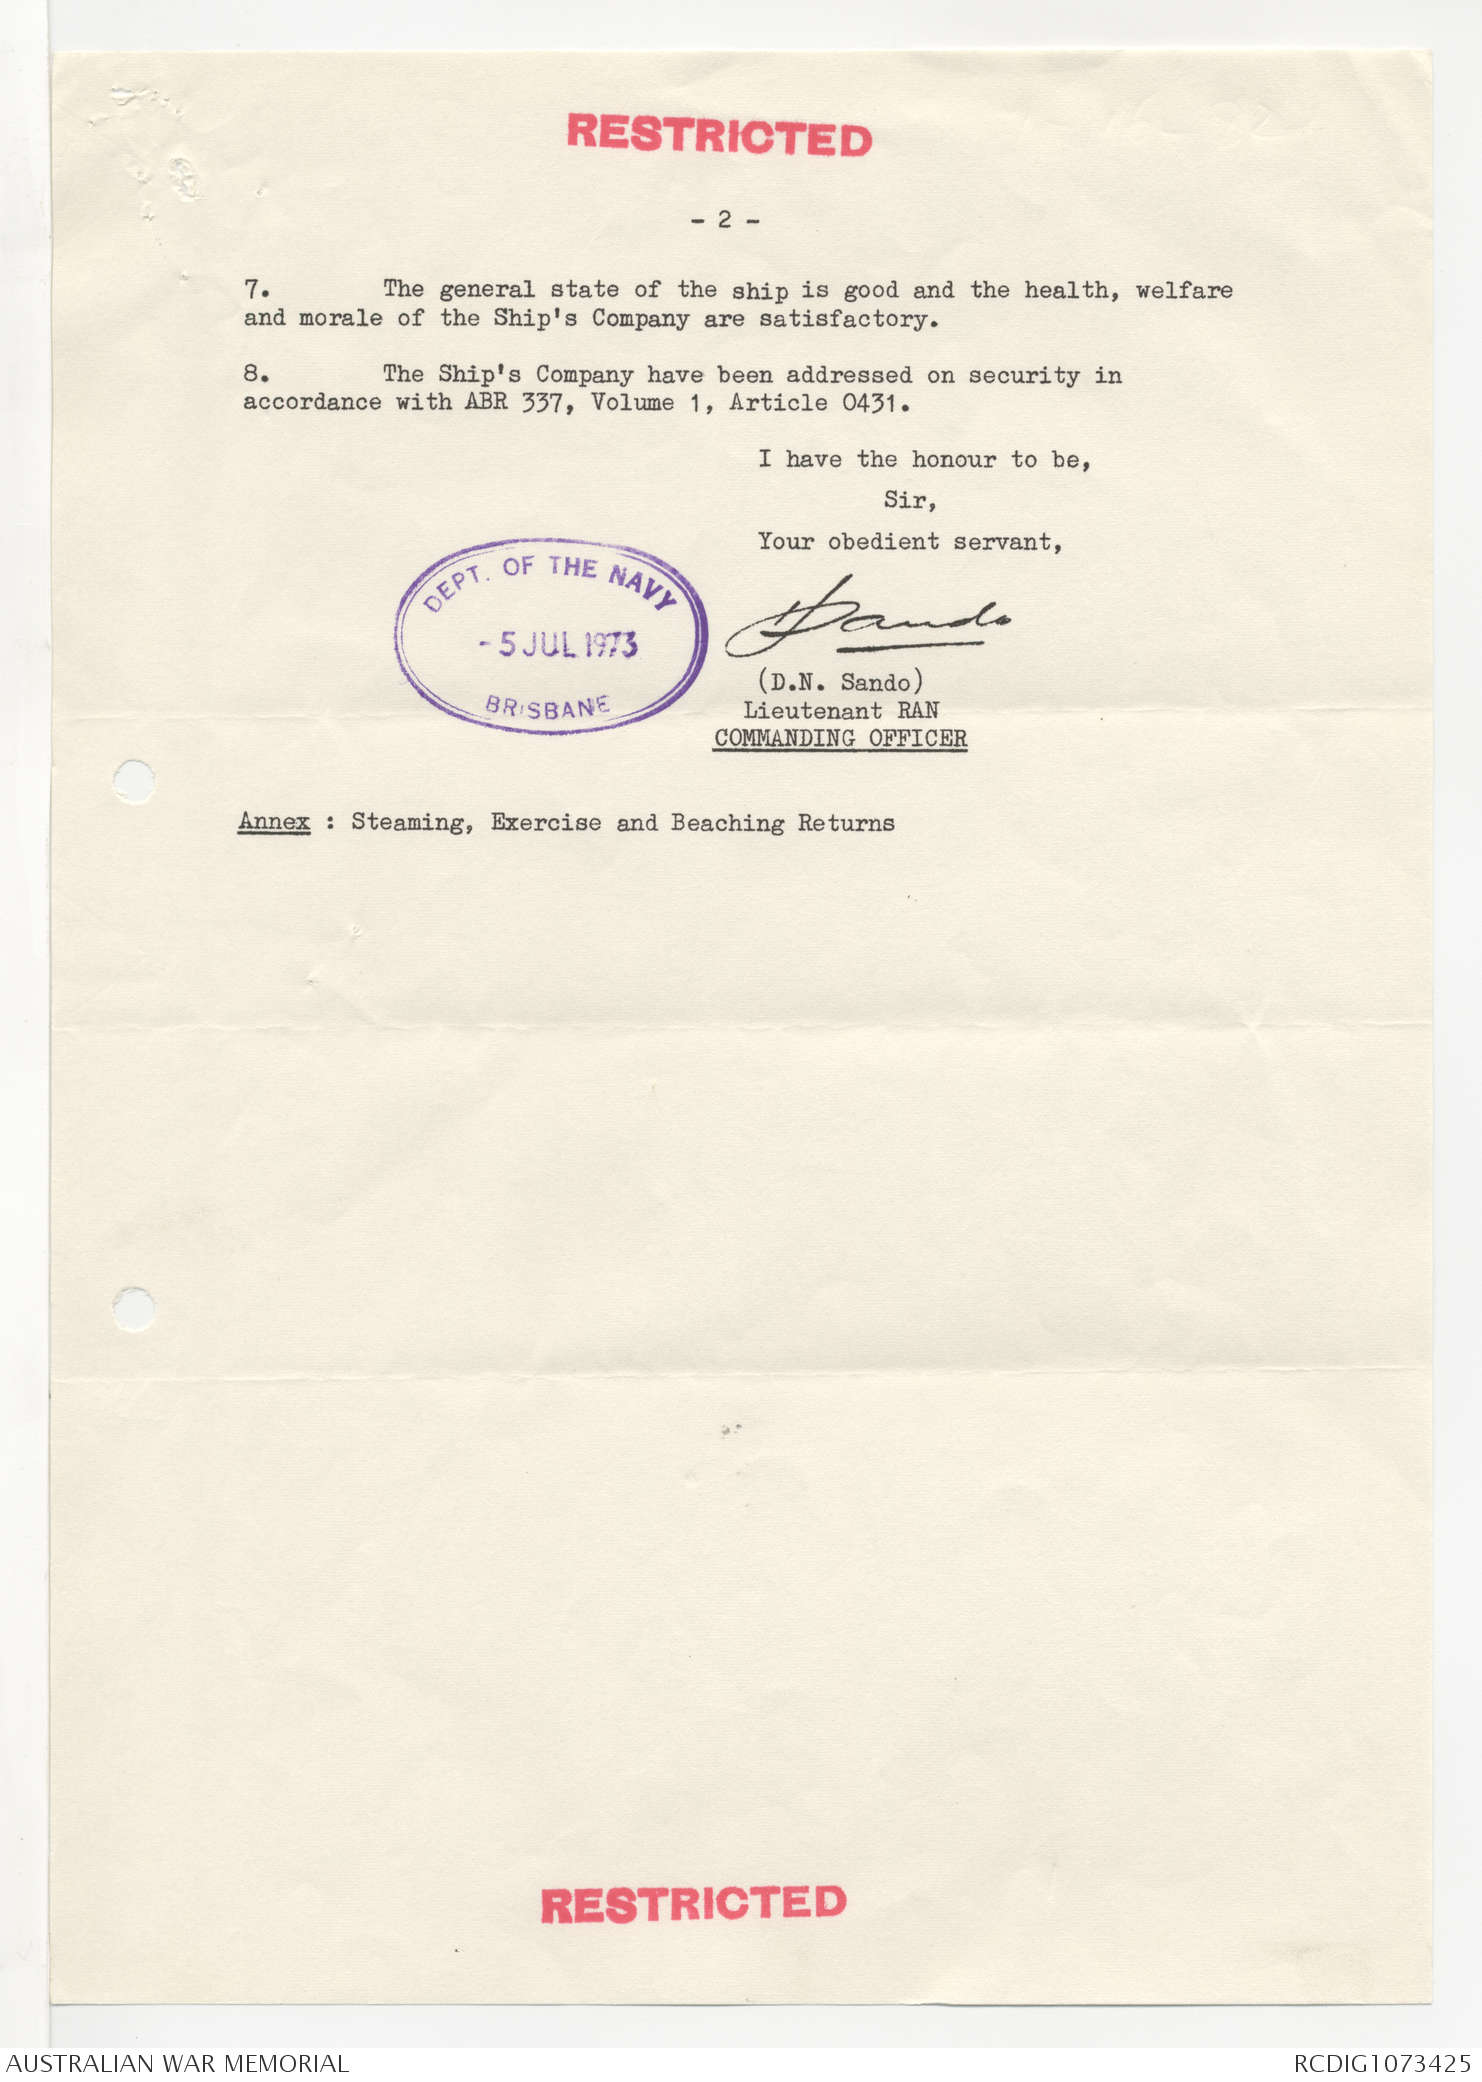 RESTRICTED
- 2 -
7. The general state of the ship is good and the health, welfare
and morale of the Ship's Company are satisfactory.
8. The Ship's Company have been addressed on security in
accordance with ABR 337, Volume 1, Article 0431.
I have the honour to be,
Sir,
Your obedient servant,
DEPT. OF THE NAVY
-5 JUL 1973
BRISBANE
DSando
(D.N. Sando)
Lieutenant RAN
COMMANDING OFFICER
Annex : Steaming, Exercise and Beaching Returns
RESTRICTED
AUSTRALIAN WAR MEMORIAL
RCDIG1073425